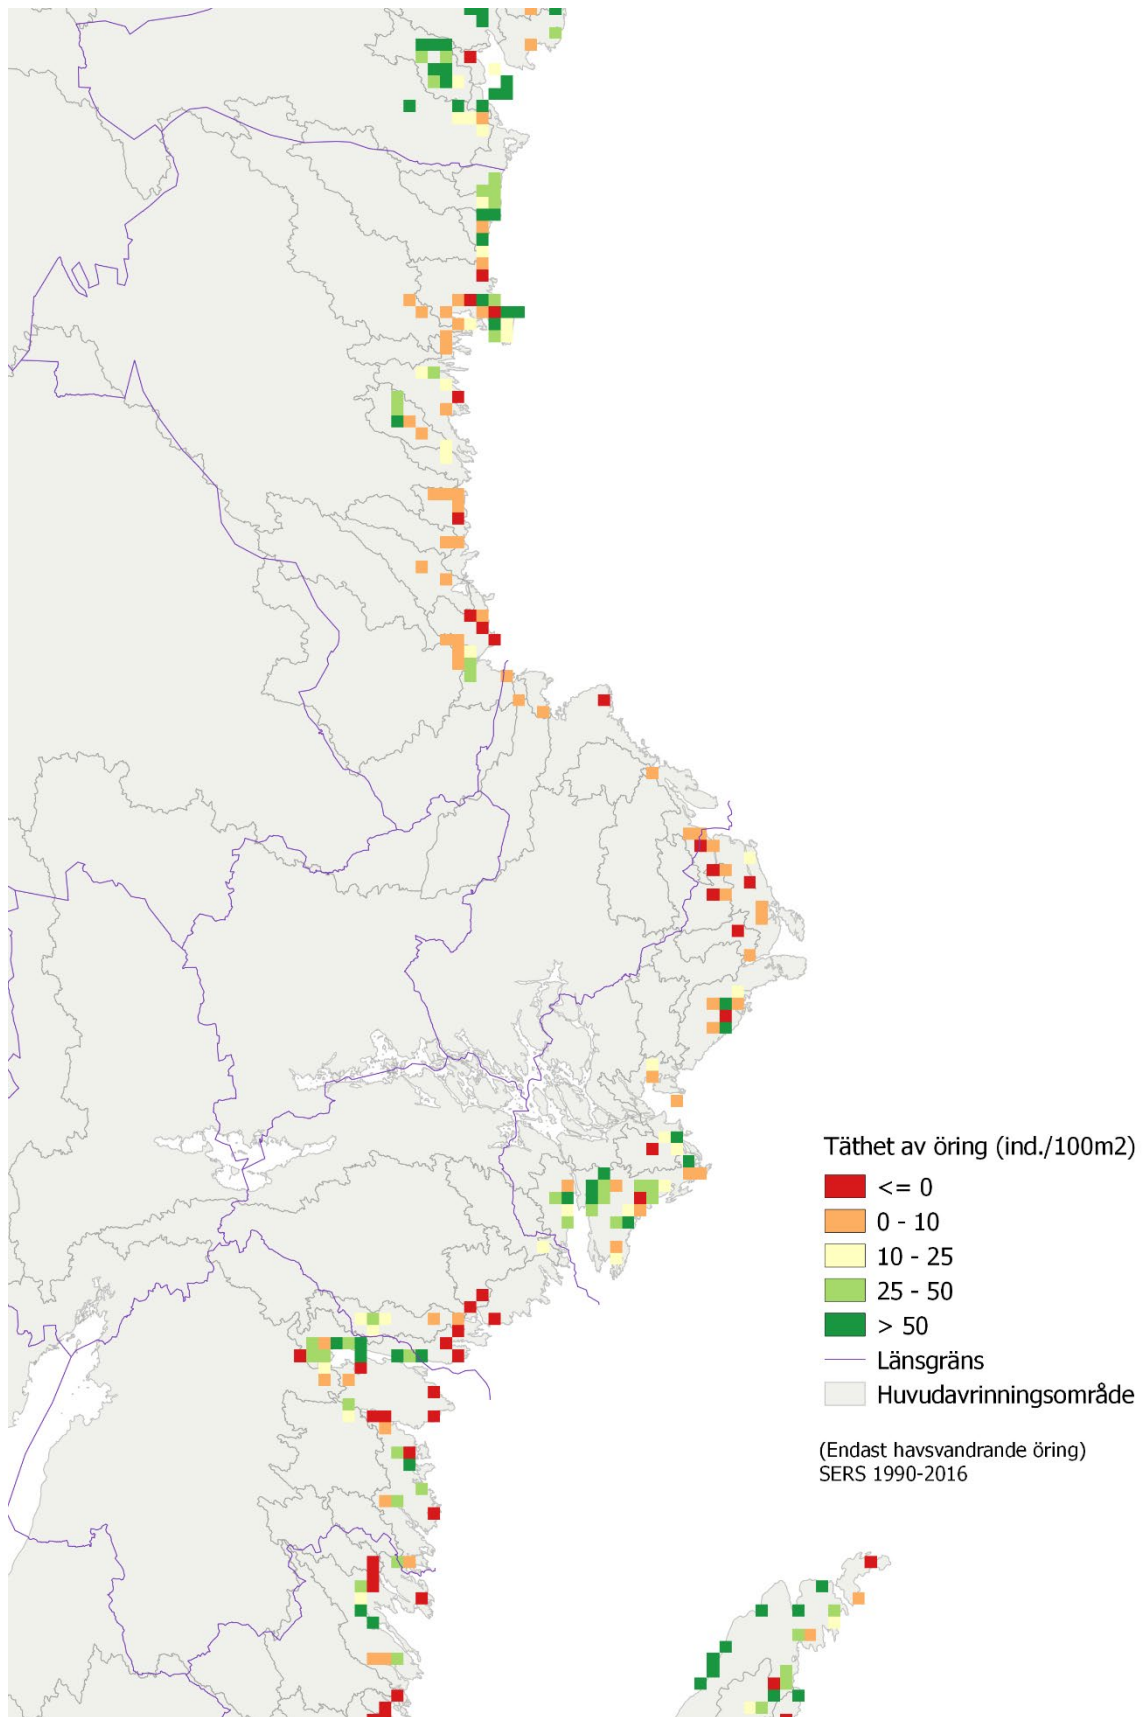 Täthet av öring (ind./100m2)
<= 0
0 - 10
10 - 25
25 - 50
> 50
Länsgräns
Huvudavrinningsområde
(Endast havsvandrande öring)
SERS 1990-2016